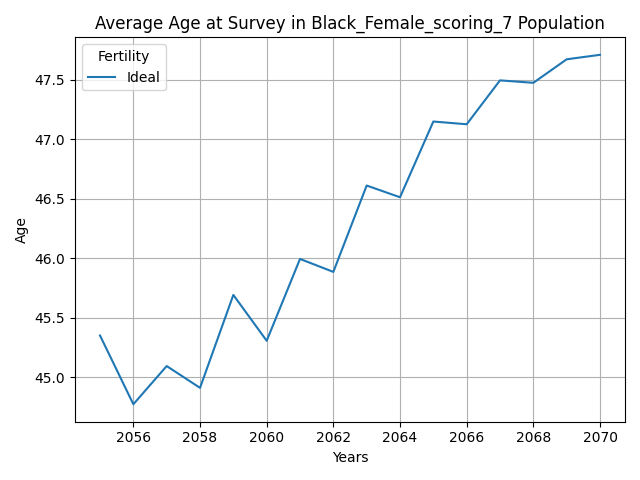 Average Age at Survey in Black_Female_scoring_7 Population
Fertility
Ideal
47.5
47.0
46.5
46.0
45.5
45.0
Age
2056 2058 2060 2062 2064 2066 2068 2070
Years